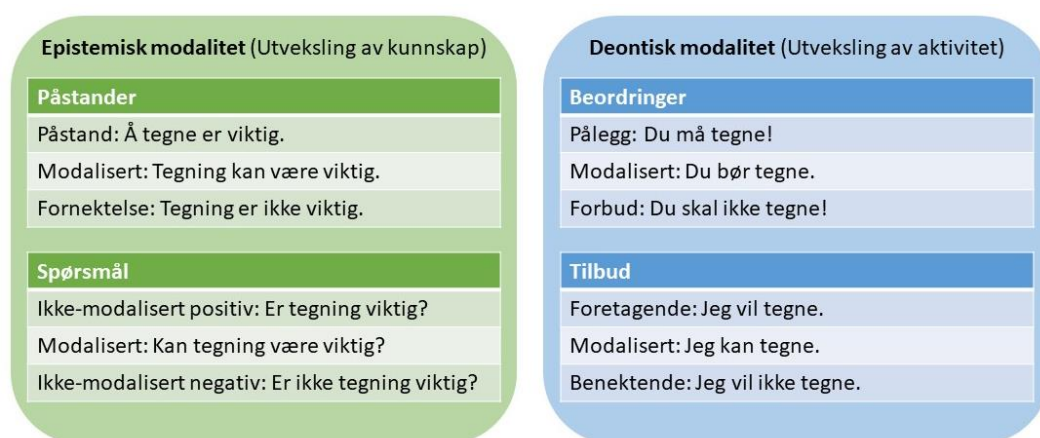 Epistemisk modalitet (Utveksling av kunnskap)
Påstander
Påstand: Å tegne er viktig.
Modalisert: Tegning kan være viktig.
Fornektelse: Tegning er ikke viktig.
Spørsmål
Ikke-modalisert positiv: Er tegning viktig?
Modalisert: Kan tegning være viktig?
Ikke-modalisert negativ: Er ikke tegning viktig?
Deontisk modalitet (Utveksling av aktivitet)
Beordringer
Pålegg: Du må tegne!
Modalisert: Du bør tegne.
Forbud: Du skal ikke tegne!
Tilbud
Foretagende: Jeg vil tegne.
Modalisert: Jeg kan tegne.
Benektende: Jeg vil ikke tegne.